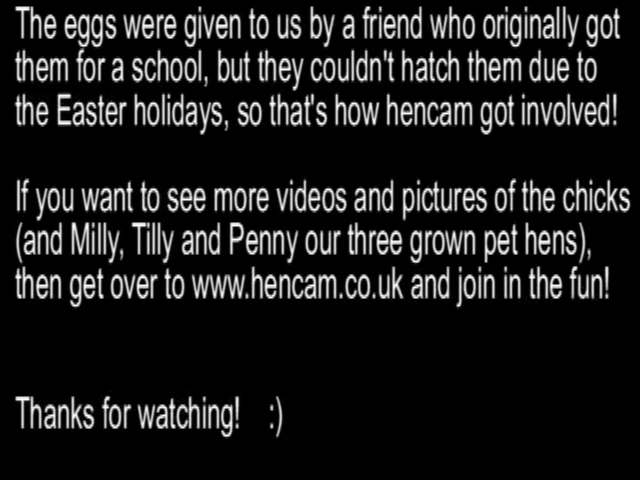 The eggs were given to us by a friend who originally got
them for a school, but they couldn't hatch them due to
the Easter holidays, so that's how hencam got involved!
If you want to see more videos and pictures of the chicks
(and Milly, Tilly and Penny our three grown pet hens),
then get over to www.hencam.co.uk and join in the fun!
Thanks for watching! :)